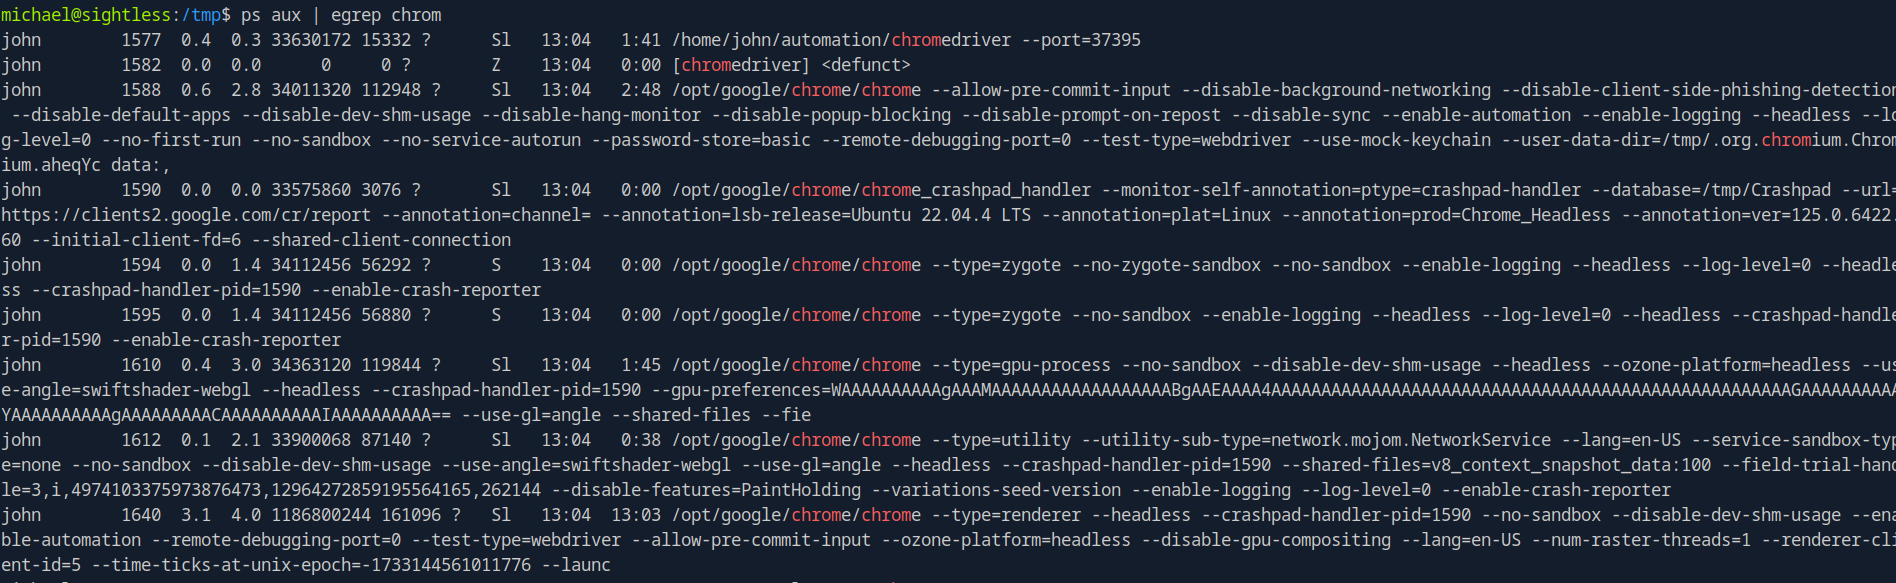 michael@sightless:/tmp$ ps aux | egrep chrom
john        1577  0.4  0.3 33630172 15332 ?      Sl   13:04   1:41 /home/john/automation/chromedriver --port=37395
john        1582  0.0  0.0      0     0 ?        Z    13:04   0:00 [chromedriver] <defunct>
john        1588  0.6  2.8 34011320 112948 ?     Sl   13:04   2:48 /opt/google/chrome/chrome --allow-pre-commit-input --disable-background-networking --disable-client-side-phishing-detection
 --disable-default-apps --disable-dev-shm-usage --disable-hang-monitor --disable-popup-blocking --disable-prompt-on-repost --disable-sync --enable-automation --enable-logging --headless --lo
g-level=0 --no-first-run --no-sandbox --no-service-autorun --password-store=basic --remote-debugging-port=0 --test-type=webdriver --use-mock-keychain --user-data-dir=/tmp/.org.chromium.Chrom
ium.aheqYc data:,
john        1590  0.0  0.0 33575860 3076 ?       Sl   13:04   0:00 /opt/google/chrome/chrome_crashpad_handler --monitor-self-annotation=ptype=crashpad-handler --database=/tmp/Crashpad --url=
https://clients2.google.com/cr/report --annotation=channel= --annotation=lsb-release=Ubuntu 22.04.4 LTS --annotation=plat=Linux --annotation=prod=Chrome_Headless --annotation=ver=125.0.6422.
60 --initial-client-fd=6 --shared-client-connection
john        1594  0.0  1.4 34112456 56292 ?      S    13:04   0:00 /opt/google/chrome/chrome --type=zygote --no-zygote-sandbox --no-sandbox --enable-logging --headless --log-level=0 --headle
ss --crashpad-handler-pid=1590 --enable-crash-reporter
john        1595  0.0  1.4 34112456 56880 ?      S    13:04   0:00 /opt/google/chrome/chrome --type=zygote --no-sandbox --enable-logging --headless --log-level=0 --headless --crashpad-handle
r-pid=1590 --enable-crash-reporter
john        1610  0.4  3.0 34363120 119844 ?     Sl   13:04   1:45 /opt/google/chrome/chrome --type=gpu-process --no-sandbox --disable-dev-shm-usage --headless --ozone-platform=headless --us
e-angle=swiftshader-webgl --headless --crashpad-handler-pid=1590 --gpu-preferences=WAAAAAAAAAAgAAAMAAAAAAAAAAAAAAAAAABgAAEAAAA4AAAAAAAAAAAAAAAAAAAAAAAAAAAAAAAAAAAAAAAAAAAAAAAAAAAAGAAAAAAAAA
YAAAAAAAAAAgAAAAAAAAACAAAAAAAAAAIAAAAAAAAAA== --use-gl=angle --shared-files --fie
john        1612  0.1  2.1 33900068 87140 ?      Sl   13:04   0:38 /opt/google/chrome/chrome --type=utility --utility-sub-type=network.mojom.NetworkService --lang=en-US --service-sandbox-typ
e=none --no-sandbox --disable-dev-shm-usage --use-angle=swiftshader-webgl --use-gl=angle --headless --crashpad-handler-pid=1590 --shared-files=v8_context_snapshot_data:100 --field-trial-hand
le=3,i,4974103375973876473,12964272859195564165,262144 --disable-features=PaintHolding --variations-seed-version --enable-logging --log-level=0 --enable-crash-reporter
john        1640  3.1  4.0 1186800244 161096 ?   Sl   13:04  13:03 /opt/google/chrome/chrome --type=renderer --headless --crashpad-handler-pid=1590 --no-sandbox --disable-dev-shm-usage --ena
ble-automation --remote-debugging-port=0 --test-type=webdriver --allow-pre-commit-input --ozone-platform=headless --disable-gpu-compositing --lang=en-US --num-raster-threads=1 --renderer-cli
ent-id=5 --time-ticks-at-unix-epoch=-1733144561011776 --launc